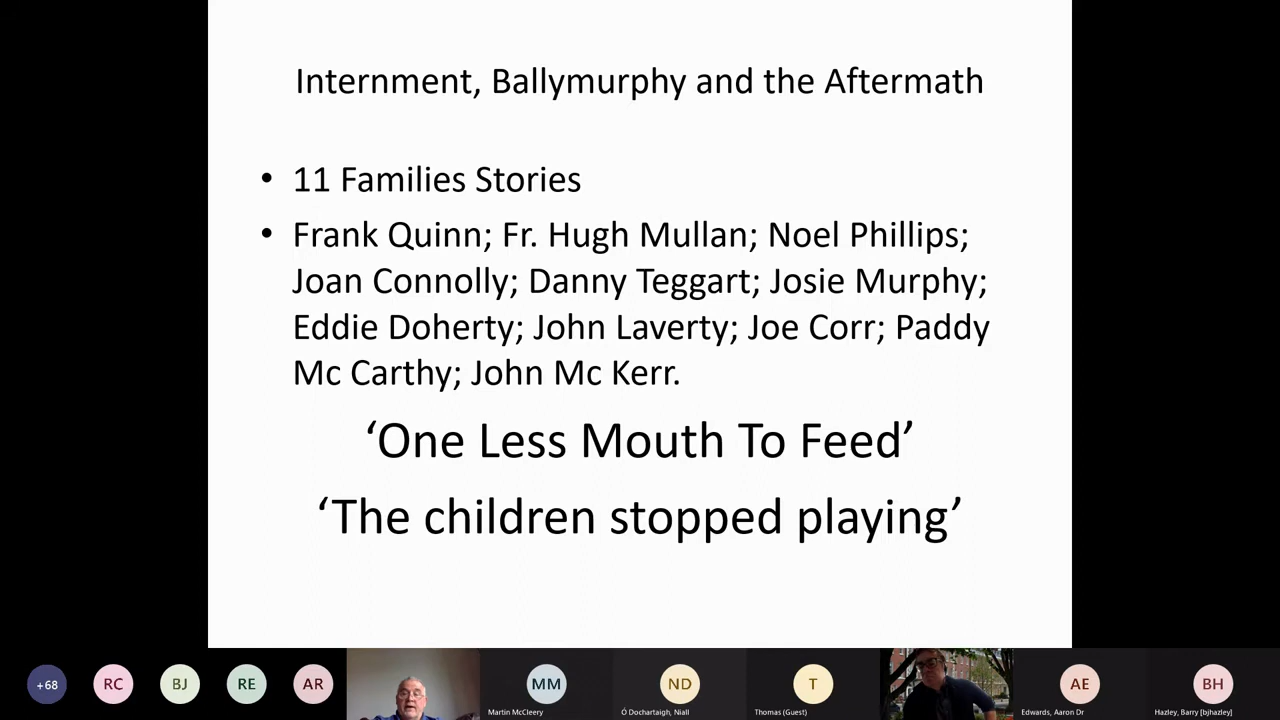 Internment, Ballymurphy and the Aftermath
• 11 Families Stories
• Frank Quinn; Fr. Hugh Mullan; Noel Phillips;
Joan Connolly; Danny Teggart; Josie Murphy;
Eddie Doherty; John Laverty; Joe Corr; Paddy
Mc Carthy; John Mc Kerr.
‘One Less Mouth To Feed’
‘The children stopped playing’
+68
RC
BJ
RE
AR
MM
ND
T
AE
BH
Martin McCleery
Ó Dochartaigh, Niall
Thomas (Guest)
Edwards, Aaron Dr
Hazley, Barry [bjhazley]